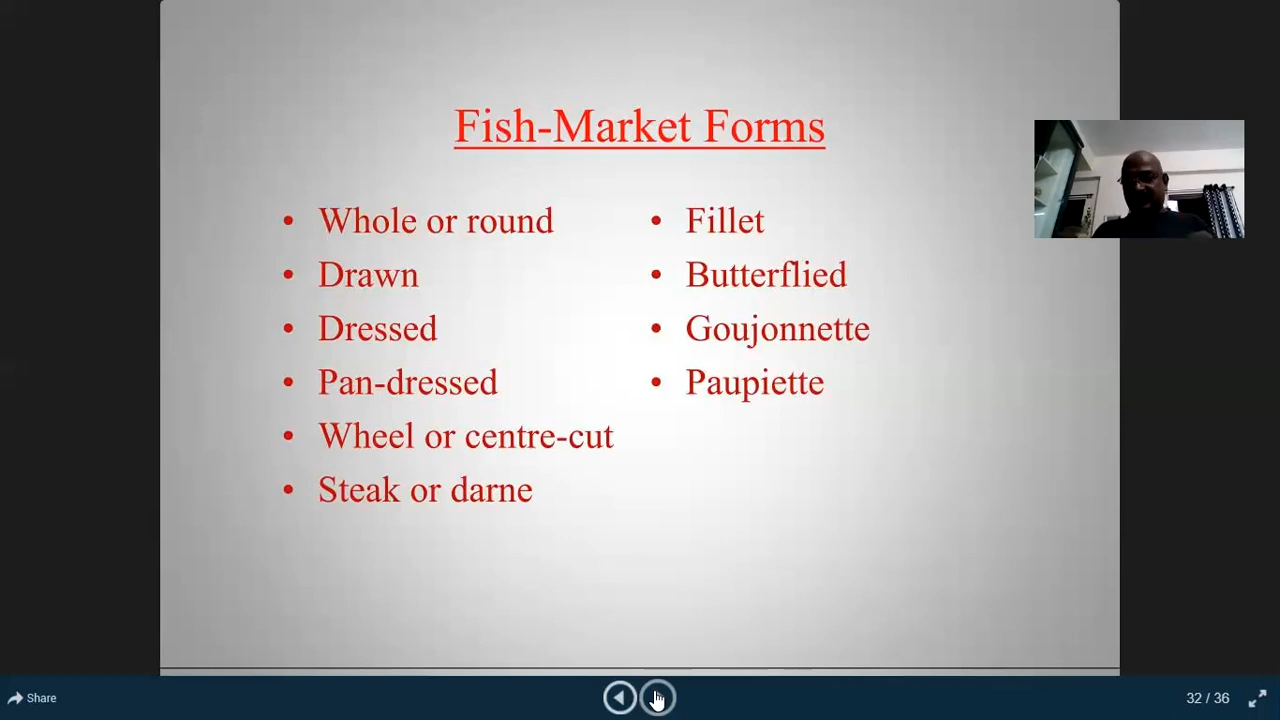 Fish-Market Forms
• Whole or round
• Drawn
• Dressed
• Pan-dressed
• Wheel or centre-cut
• Steak or darne
• Fillet
• Butterflied
• Goujonnette
• Paupiette
Share
32 / 36